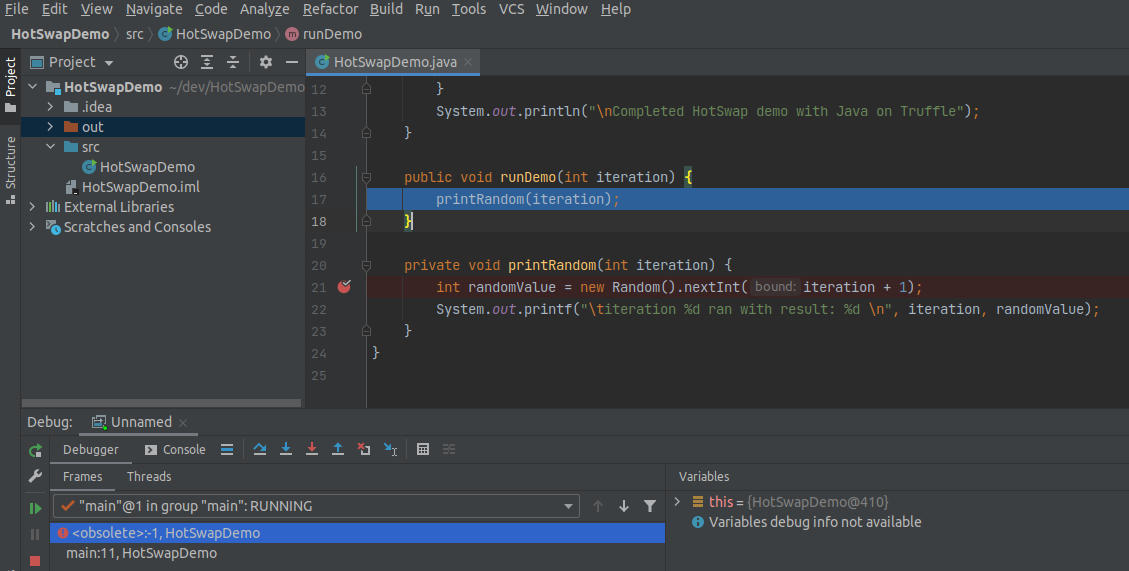 File Edit View Navigate Code Analyze Refactor Build Run Tools VCS Window Help
HotSwapDemo src HotSwapDemo runDemo
Project
Structure
Project
HotSwapDemo ~/dev/HotSwapDemo
.idea
out
src
HotSwapDemo
HotSwapDemo.iml
External Libraries
Scratches and Consoles
HotSwapDemo.java
12 }
13 System.out.println("\nCompleted HotSwap demo with Java on Truffle");
14 }
15
16 public void runDemo(int iteration) {
17 printRandom(iteration);
18 }
19
20 private void printRandom(int iteration) {
21 int randomValue = new Random().nextInt( bound: iteration + 1);
22 System.out.printf("\titeration %d ran with result: %d \n", iteration, randomValue);
23 }
24 }
25
Debug: Unnamed
Debugger Console
Frames Threads
"main"@1 in group "main": RUNNING
<obsolete>:-1, HotSwapDemo
main:11, HotSwapDemo
Variables
this = {HotSwapDemo@410}
Variables debug info not available